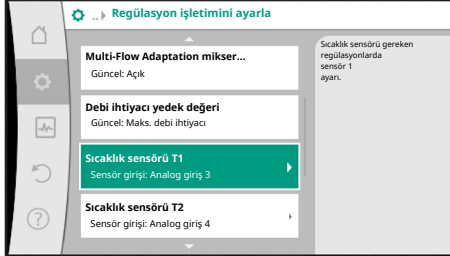 .. Regülasyon işletimini ayarla
Multi-Flow Adaptation mikser...
Güncel: Açık
Debi ihtiyacı yedek değeri
Güncel: Maks. debi ihtiyacı
Sıcaklık sensörü T1
Sensör girişi: Analog giriş 3
Sıcaklık sensörü T2
Sensör girişi: Analog giriş 4
Sıcaklık sensörü gereken
regülasyonlarda
sensör 1
ayarı.